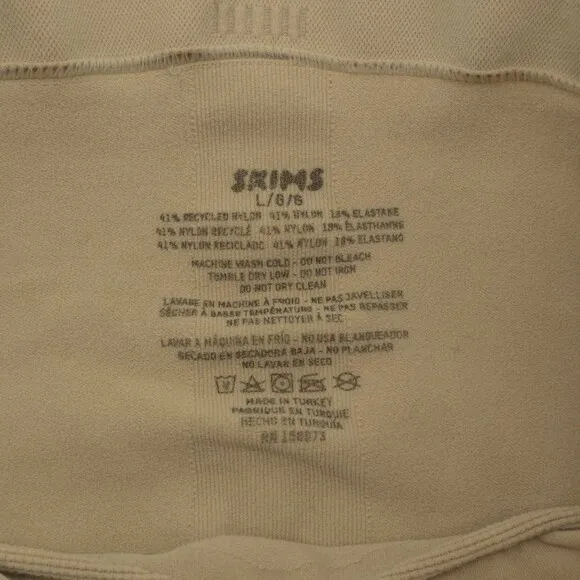 SKIMS
L/G/G
41% RECYCLED NYLON 41% NYLON 18% ELASTANE
41% NYLON RECYCLÉ 41% NYLON 18% ÉLASTHANNE
41% NYLON RECICLADO 41% NYLON 18% ELASTANO
MACHINE WASH COLD - DO NOT BLEACH
TUMBLE DRY LOW - DO NOT IRON
DO NOT DRY CLEAN
LAVABE EN MACHINE À FROID - NE PAS JAVELLISER
SÉCHER À BASSE TEMPÉRATURE - NE PAS REPASSER
NE PAS NETTOYER À SEC
LAVAR A MÁQUINA EN FRÍO - NO USA BLANQUEADOR
SECADO EN SECADORA BAJA - NO PLANCHAR
NO LAVAR EN SECO
MADE IN TURKEY
FABRIQUÉ EN TURQUIE
HECHO EN TURQUÍA
RN